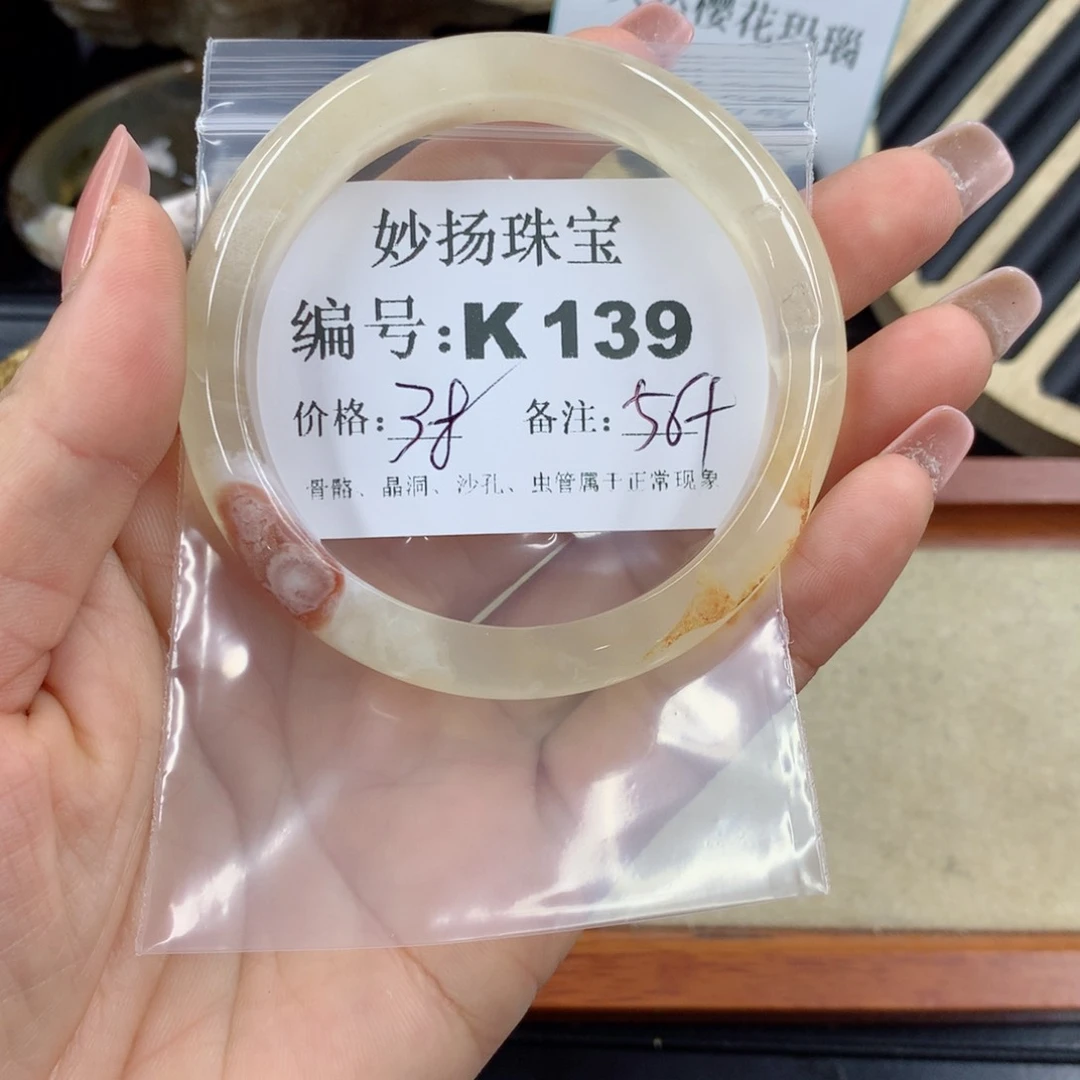 樱花玛瑙
妙扬珠宝
编号:K139
价格:38 备注:56+
骨骼、晶洞、沙孔、虫管属于正常现象